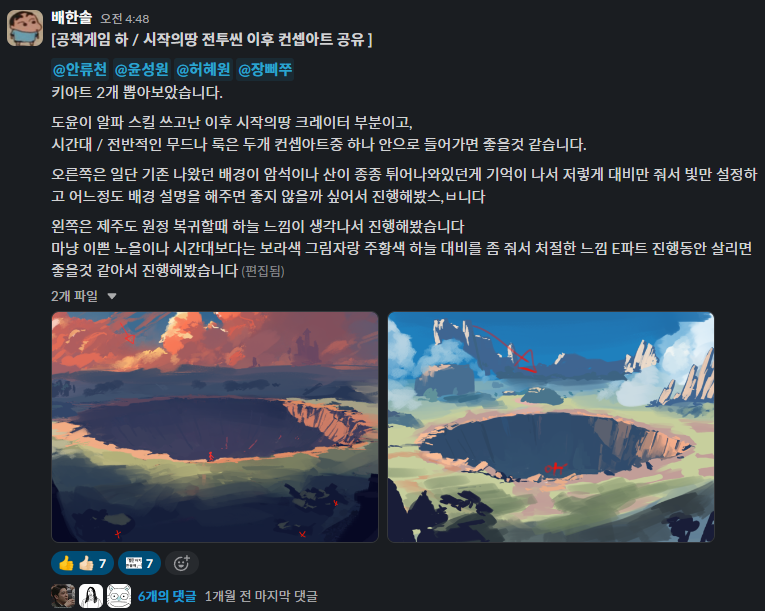 배한솔 오전 4:48
[공책게임 하 / 시작의땅 전투씬 이후 컨셉아트 공유 ]
@안류천 @윤성원 @허혜원 @장삐쭈
키아트 2개 뽑아보았습니다.
도윤이 알파 스킬 쓰고난 이후 시작의땅 크레이터 부분이고,
시간대 / 전반적인 무드나 룩은 두개 컨셉아트중 하나 안으로 들어가면 좋을것 같습니다.
오른쪽은 일단 기존 나왔던 배경이 암석이나 산이 종종 튀어나와있던게 기억이 나서 저렇게 대비만 줘서 빛만 설정하
고 어느정도 배경 설명을 해주면 좋지 않을까 싶어서 진행해봤스,ㅂ니다
왼쪽은 제주도 원정 복귀할때 하늘 느낌이 생각나서 진행해봤습니다
마냥 이쁜 노을이나 시간대보다는 보라색 그림자랑 주황색 하늘 대비를 좀 줘서 처절한 느낌 E파트 진행동안 살리면
좋을것 같아서 진행해봤습니다 (편집됨)
2개 파일
7 7
6개의 댓글 1개월 전 마지막 댓글